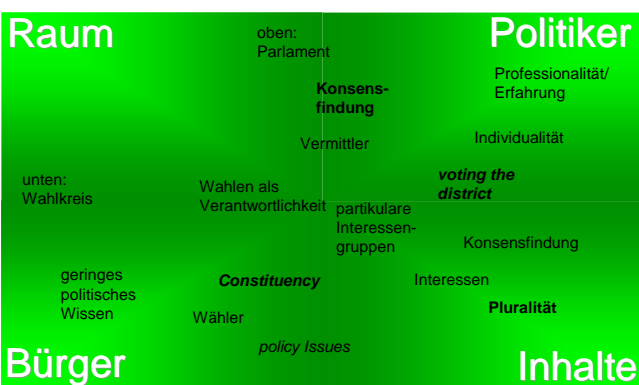 Raum
oben:
Parlament
Politiker
Professionalität/
Erfahrung
Konsens-
findung
Vermittler
Individualität
unten:
Wahlkreis
Wahlen als
Verantwortlichkeit
voting the
district
partikulare
Interessen-
gruppen
Konsensfindung
geringes
politisches
Wissen
Constituency
Interessen
Wähler
Pluralität
policy Issues
Bürger
Inhalte